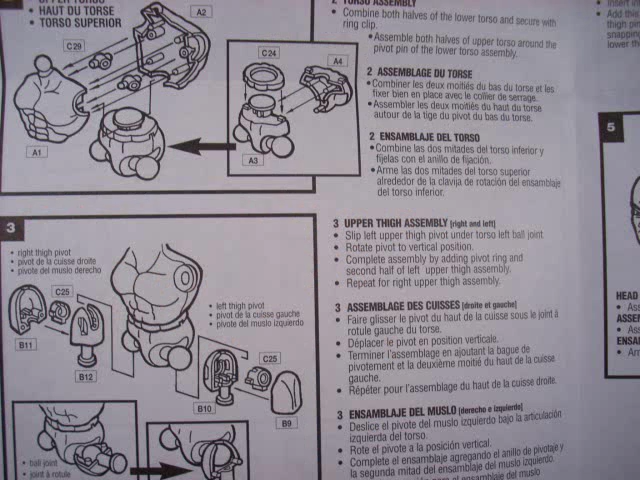 UPPER TORSO
• HAUT DU TORSE
• TORSO SUPERIOR
A2
C29
A1
C24
A4
A3
2 TORSO ASSEMBLY
• Combine both halves of the lower torso and secure with
ring clip.
• Assemble both halves of upper torso around the
pivot pin of the lower torso assembly.
2 ASSEMBLAGE DU TORSE
• Combiner les deux moitiés du bas du torse et les
fixer bien en place avec le collier de serrage.
• Assembler les deux moitiés du haut du torse
autour de la tige du pivot du bas du torse.
2 ENSAMBLAJE DEL TORSO
• Combine las dos mitades del torso inferior y
fíjelas con el anillo de fijación.
• Arme las dos mitades del torso superior
alrededor de la clavija de rotación del ensamblaje
del torso inferior.
3
• right thigh pivot
• pivot de la cuisse droite
• pivote del muslo derecho
C25
B11
B12
• left thigh pivot
• pivot de la cuisse gauche
• pivote del muslo izquierdo
C25
B10
B9
• ball joint
• joint à rotule
3 UPPER THIGH ASSEMBLY [right and left]
• Slip left upper thigh pivot under torso left ball joint
• Rotate pivot to vertical position.
• Complete assembly by adding pivot ring and
second half of left upper thigh assembly.
• Repeat for right upper thigh assembly.
3 ASSEMBLAGE DES CUISSES [droite et gauche]
• Faire glisser le pivot du haut de la cuisse sous le joint à
rotule gauche du torse.
• Déplacer le pivot en position verticale.
• Terminer l'assemblage en ajoutant la bague de
pivotement et la deuxième moitié du haut de la cuisse
gauche.
• Répéter pour l'assemblage du haut de la cuisse droite.
3 ENSAMBLAJE DEL MUSLO [derecho e izquierdo]
• Deslice el pivote del muslo izquierdo bajo la articulación
izquierda del torso.
• Rote el pivote a la posición vertical.
• Complete el ensamblaje agregando el anillo de pivotaje y
la segunda mitad del ensamblaje del muslo izquierdo.
• Insert
• Add
thigh
snapping
lower
5
HEAD